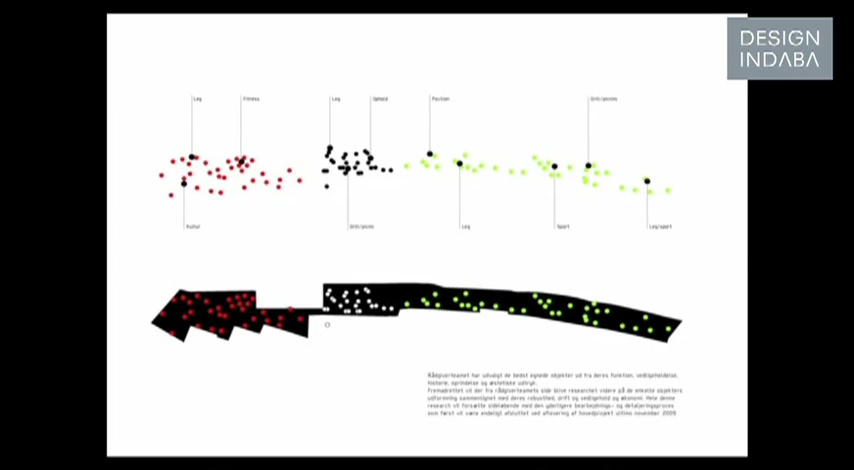 DESIGN
INDABA
Leg
Fitness
Leg
Ophold
Pavillon
Grill/picnic
Kultur
Grill/picnic
Leg
Sport
Leg/sport
Rådgiverteamet har udvalgt de bedst egnede objekter ud fra deres funktion, vedligeholdelse,
historie, oprindelse og æstetiske udtryk.
Fremadrettet vil der fra rådgiverteamets side blive researchet videre på de enkelte objekters
udformning sammenlignet med deres robusthed, drift og vedligehold og økonomi. Hele denne
research vil forsætte sideløbende med den yderligere bearbejdnings- og detaljeringsproces
som først vil være endeligt afsluttet ved aflevering af hovedprojekt ultimo november 2009